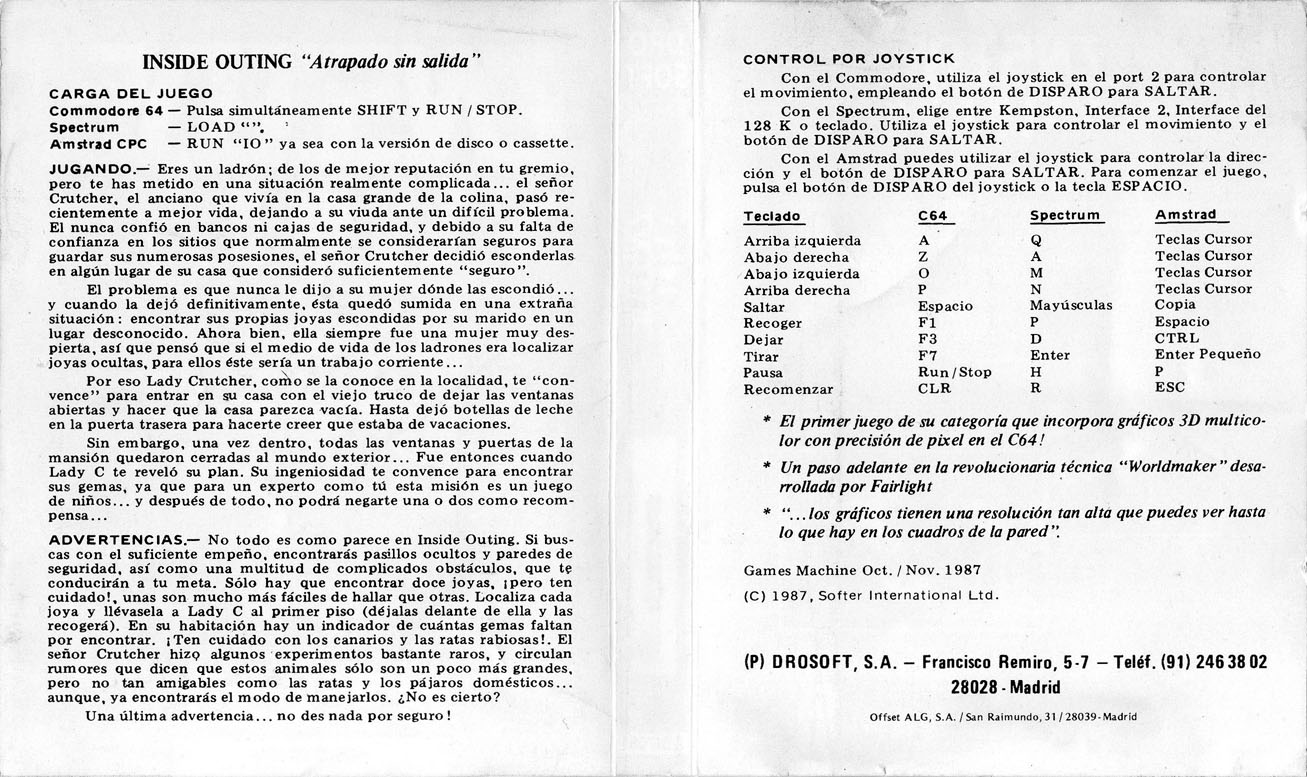 INSIDE OUTING "Atrapado sin salida"
CARGA DEL JUEGO
Commodore 64 — Pulsa simultáneamente SHIFT y RUN / STOP.
Spectrum — LOAD "".
Amstrad CPC — RUN "IO" ya sea con la versión de disco o cassette.
JUGANDO.— Eres un ladrón; de los de mejor reputación en tu gremio,
pero te has metido en una situación realmente complicada... el señor
Crutcher, el anciano que vivía en la casa grande de la colina, pasó re-
cientemente a mejor vida, dejando a su viuda ante un difícil problema.
El nunca confió en bancos ni cajas de seguridad, y debido a su falta de
confianza en los sitios que normalmente se considerarían seguros para
guardar sus numerosas posesiones, el señor Crutcher decidió esconderlas
en algún lugar de su casa que consideró suficientemente "seguro".
El problema es que nunca le dijo a su mujer dónde las escondió...
y cuando la dejó definitivamente, ésta quedó sumida en una extraña
situación: encontrar sus propias joyas escondidas por su marido en un
lugar desconocido. Ahora bien, ella siempre fue una mujer muy des-
pierta, así que pensó que si el medio de vida de los ladrones era localizar
joyas ocultas, para ellos éste sería un trabajo corriente...
Por eso Lady Crutcher, como se la conoce en la localidad, te "con-
vence" para entrar en su casa con el viejo truco de dejar las ventanas
abiertas y hacer que la casa parezca vacía. Hasta dejó botellas de leche
en la puerta trasera para hacerte creer que estaba de vacaciones.
Sin embargo, una vez dentro, todas las ventanas y puertas de la
mansión quedaron cerradas al mundo exterior... Fue entonces cuando
Lady C te reveló su plan. Su ingeniosidad te convence para encontrar
sus gemas, ya que para un experto como tú esta misión es un juego
de niños... y después de todo, no podrá negarte una o dos como recom-
pensa...
ADVERTENCIAS.— No todo es como parece en Inside Outing. Si bus-
cas con el suficiente empeño, encontrarás pasillos ocultos y paredes de
seguridad, así como una multitud de complicados obstáculos, que te
conducirán a tu meta. Sólo hay que encontrar doce joyas, ¡pero ten
cuidado!, unas son mucho más fáciles de hallar que otras. Localiza cada
joya y llévasela a Lady C al primer piso (déjalas delante de ella y las
recogerá). En su habitación hay un indicador de cuántas gemas faltan
por encontrar. ¡Ten cuidado con los canarios y las ratas rabiosas!. El
señor Crutcher hizo algunos experimentos bastante raros, y circulan
rumores que dicen que estos animales sólo son un poco más grandes,
pero no tan amigables como las ratas y los pájaros domésticos...
aunque, ya encontrarás el modo de manejarlos. ¿No es cierto?
Una última advertencia... no des nada por seguro!
CONTROL POR JOYSTICK
Con el Commodore, utiliza el joystick en el port 2 para controlar
el movimiento, empleando el botón de DISPARO para SALTAR.
Con el Spectrum, elige entre Kempston, Interface 2, Interface del
128 K o teclado. Utiliza el joystick para controlar el movimiento y el
botón de DISPARO para SALTAR.
Con el Amstrad puedes utilizar el joystick para controlar la direc-
ción y el botón de DISPARO para SALTAR. Para comenzar el juego,
pulsa el botón de DISPARO del joystick o la tecla ESPACIO.
Teclado C64 Spectrum Amstrad
Arriba izquierda A Q Teclas Cursor
Abajo derecha Z A Teclas Cursor
Abajo izquierda O M Teclas Cursor
Arriba derecha P N Teclas Cursor
Saltar Espacio Mayúsculas Copia
Recoger F1 P Espacio
Dejar F3 D CTRL
Tirar F7 Enter Enter Pequeño
Pausa Run/Stop H P
Recomenzar CLR R ESC
* El primer juego de su categoría que incorpora gráficos 3D multico-
lor con precisión de pixel en el C64!
* Un paso adelante en la revolucionaria técnica "Worldmaker" desa-
rrollada por Fairlight
* "...los gráficos tienen una resolución tan alta que puedes ver hasta
lo que hay en los cuadros de la pared".
Games Machine Oct. / Nov. 1987
(C) 1987, Softer International Ltd.
(P) DROSOFT, S.A. — Francisco Remiro, 5-7 — Teléf. (91) 246 38 02
28028 - Madrid
Offset ALG, S.A. / San Raimundo, 31 / 28039-Madrid